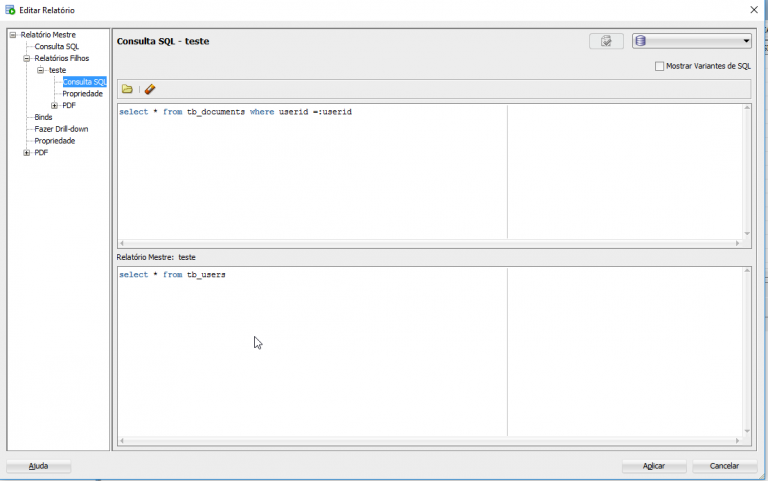 Editar Relatório
Relatório Mestre
Consulta SQL
Relatórios Filhos
teste
Consulta SQL
Propriedade
PDF
Binds
Fazer Drill-down
Propriedade
PDF
Consulta SQL - teste
Mostrar Variantes de SQL
select * from tb_documents where userid =:userid
Relatório Mestre: teste
select * from tb_users
Ajuda
Aplicar
Cancelar